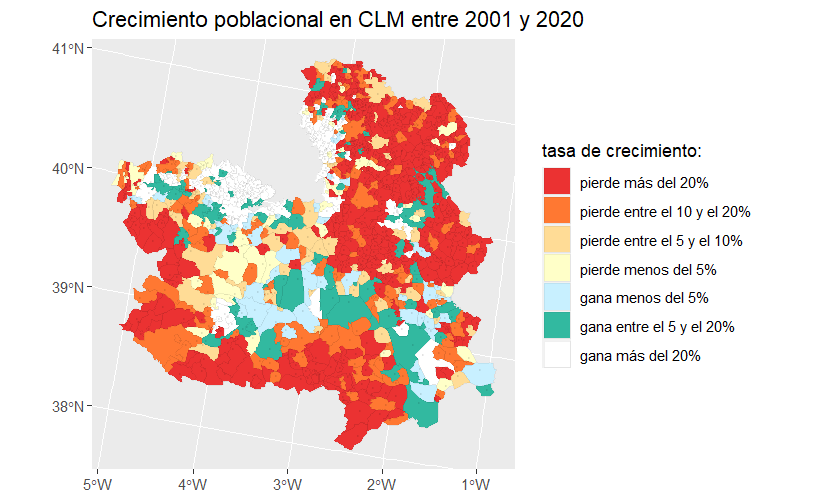 Crecimiento poblacional en CLM entre 2001 y 2020
41°N
40°N
39°N
38°N
5°W
4°W
3°W
2°W
1°W
tasa de crecimiento:
pierde más del 20%
pierde entre el 10 y el 20%
pierde entre el 5 y el 10%
pierde menos del 5%
gana menos del 5%
gana entre el 5 y el 20%
gana más del 20%